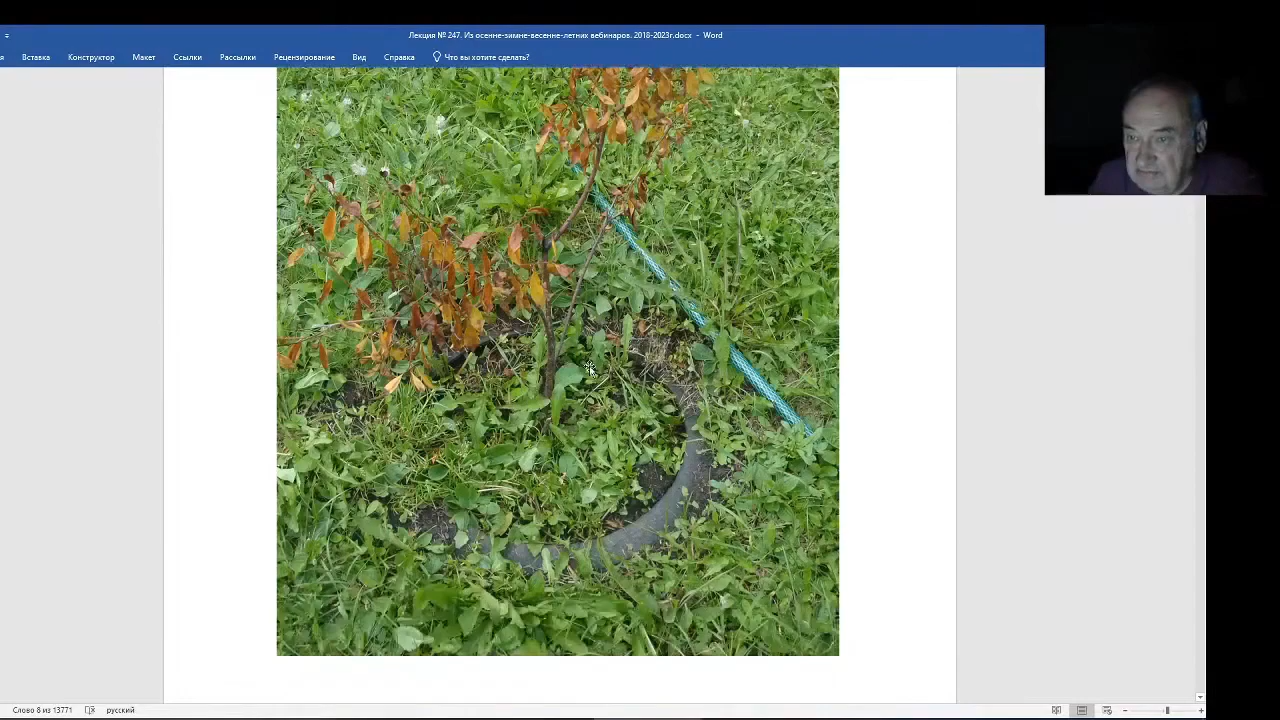 Лекция № 247. Из осенне-зимне-весенне-летних вебинаров. 2018-2023г.docx - Word
я Вставка Конструктор Макет Ссылки Рассылки Рецензирование Вид Справка Что вы хотите сделать?
Слово 8 из 13771 русский